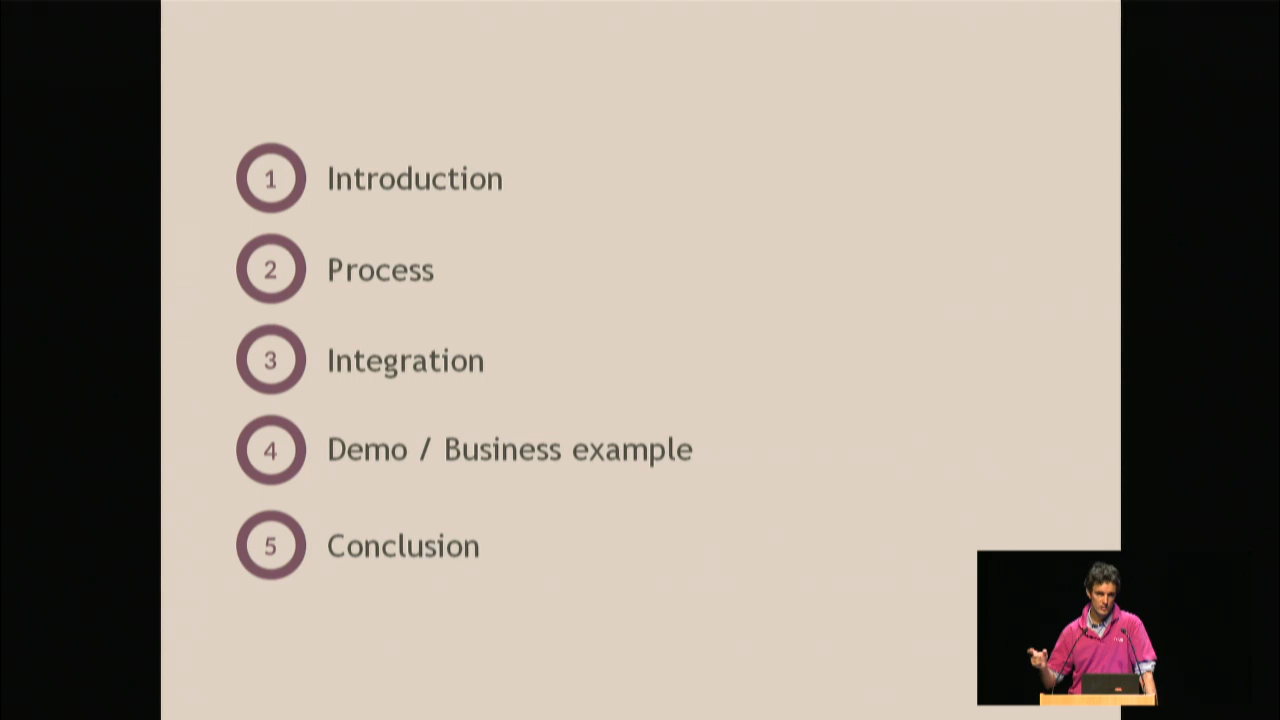 1 Introduction
2 Process
3 Integration
4 Demo / Business example
5 Conclusion